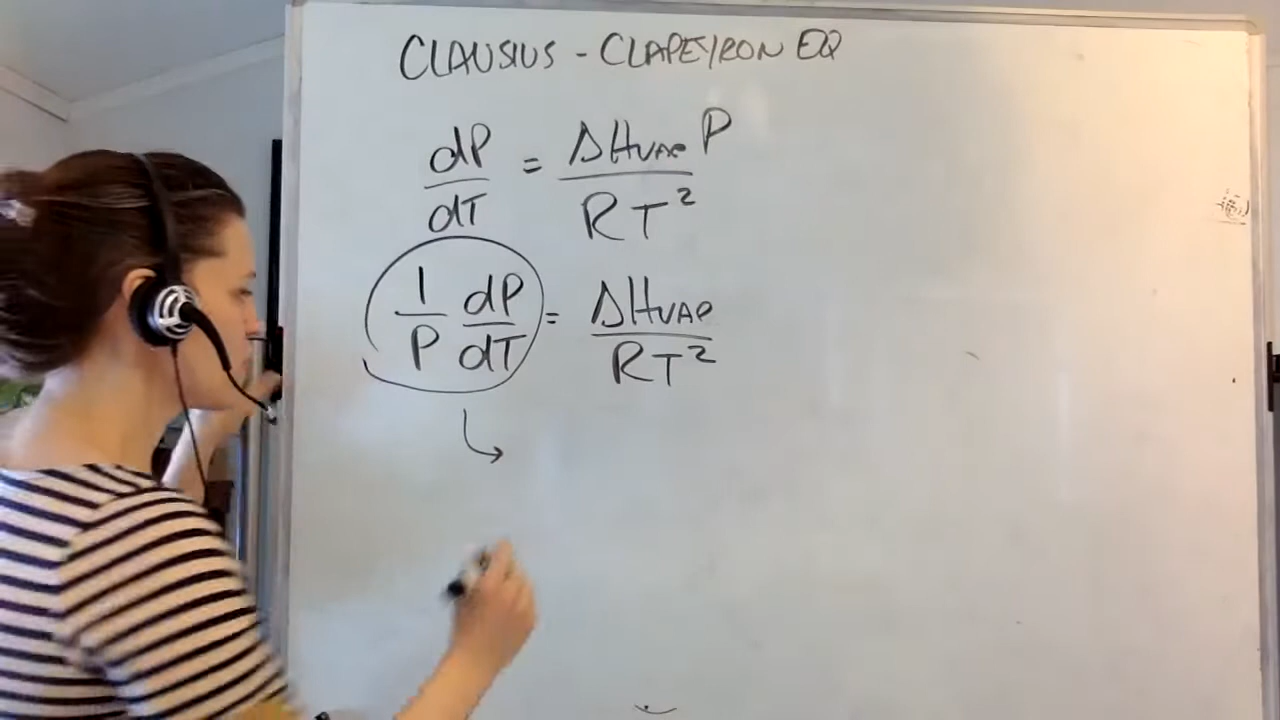 CLAUSIUS - CLAPEYRON EQ
dP/dT = ΔHVAP P/RT²
1/P dP/dT = ΔHVAP/RT²